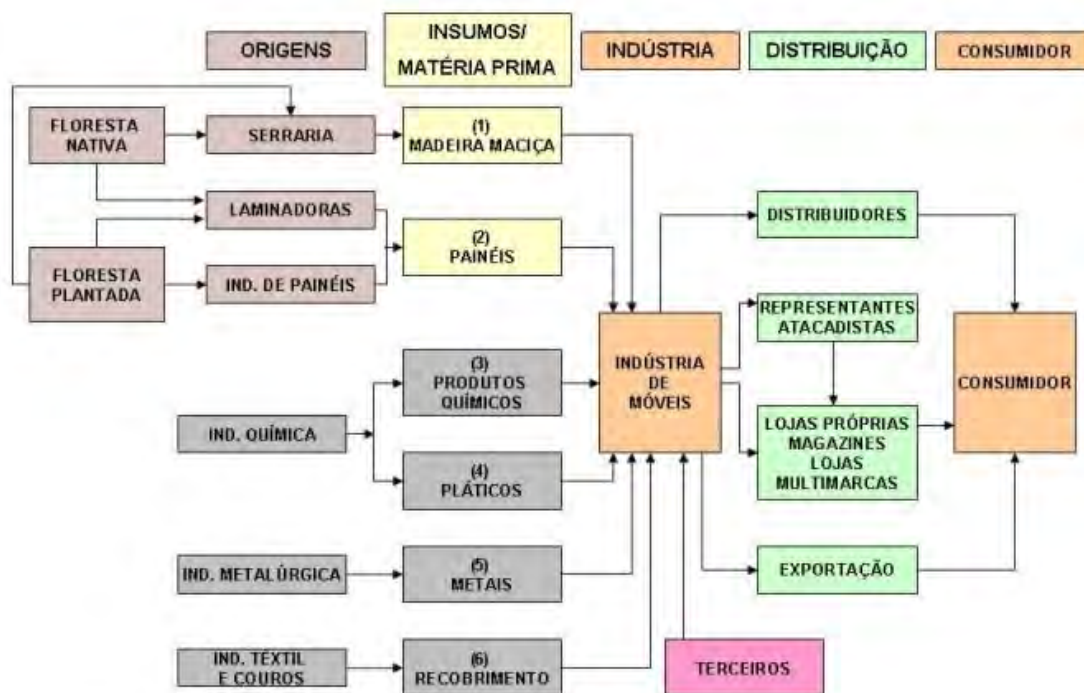 ORIGENS
INSUMOS/
MATÉRIA PRIMA
INDÚSTRIA
DISTRIBUIÇÃO
CONSUMIDOR
FLORESTA
NATIVA
SERRARIA
(1)
MADEIRA MACIÇA
LAMINADORAS
DISTRIBUIDORES
(2)
PAINÉIS
FLORESTA
PLANTADA
IND. DE PAINÉIS
REPRESENTANTES
ATACADISTAS
INDÚSTRIA
DE
MÓVEIS
CONSUMIDOR
(3)
PRODUTOS
QUÍMICOS
IND. QUÍMICA
LOJAS PRÓPRIAS
MAGAZINES
LOJAS
MULTIMARCAS
(4)
PLÁTICOS
IND. METALÚRGICA
(5)
METAIS
EXPORTAÇÃO
IND. TÉXTIL
E COUROS
(6)
RECOBRIMENTO
TERCEIROS